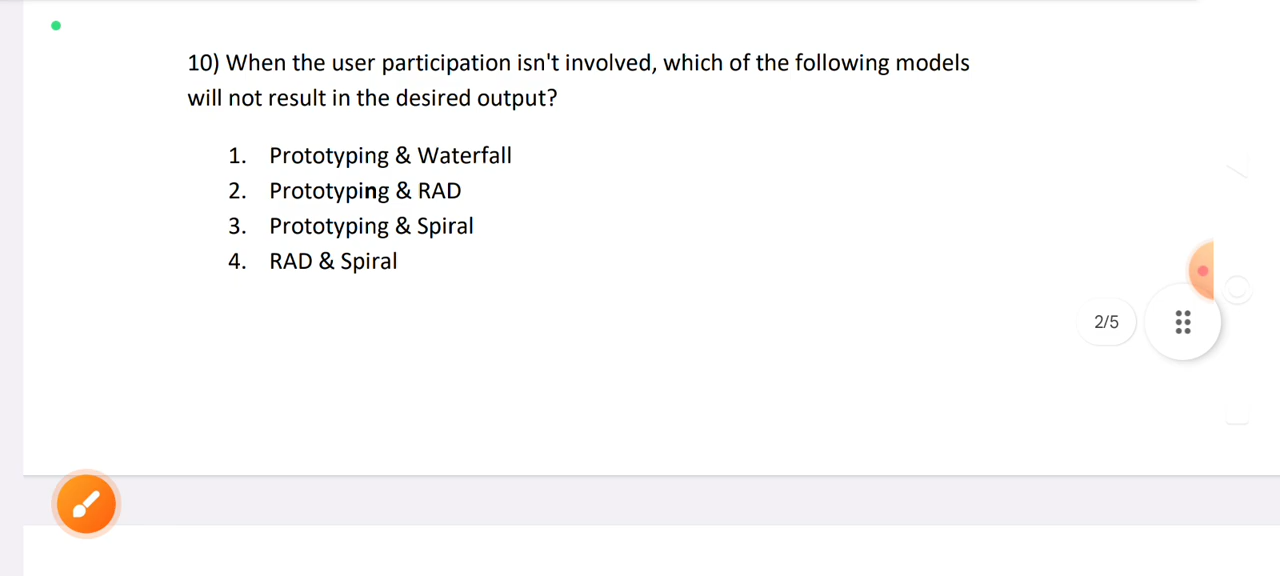 10) When the user participation isn't involved, which of the following models
will not result in the desired output?
1. Prototyping & Waterfall
2. Prototyping & RAD
3. Prototyping & Spiral
4. RAD & Spiral
2/5